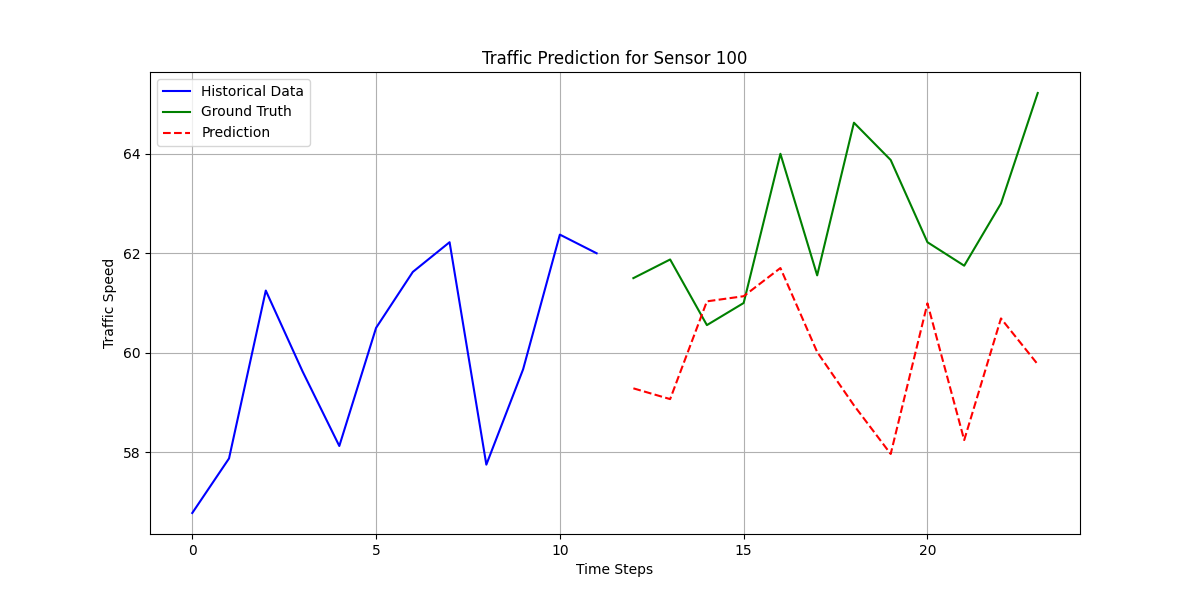 Traffic Prediction for Sensor 100
Historical Data
Ground Truth
Prediction
64
62
60
58
Traffic Speed
0 5 10 15 20
Time Steps